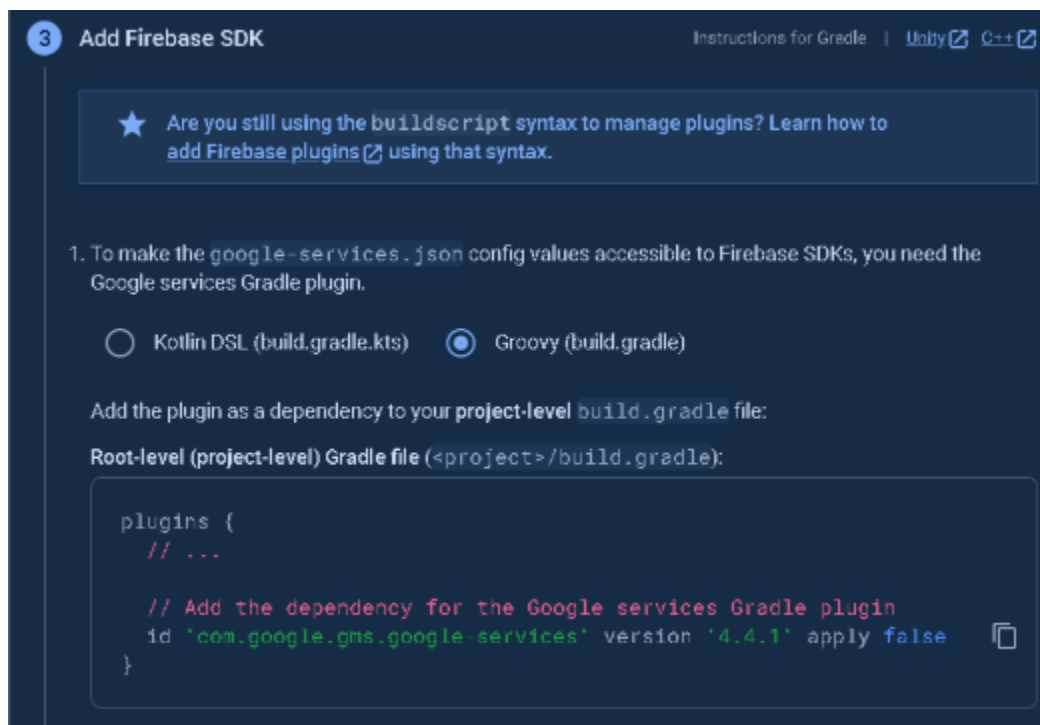 3 Add Firebase SDK Instructions for Gradle | Unity C++
Are you still using the buildscript syntax to manage plugins? Learn how to
add Firebase plugins using that syntax.
1. To make the google-services.json config values accessible to Firebase SDKs, you need the
Google services Gradle plugin.
Kotlin DSL (build.gradle.kts) Groovy (build.gradle)
Add the plugin as a dependency to your project-level build.gradle file:
Root-level (project-level) Gradle file (<project>/build.gradle):
plugins {
// ...
// Add the dependency for the Google services Gradle plugin
id 'com.google.gms.google-services' version '4.4.1' apply false
}